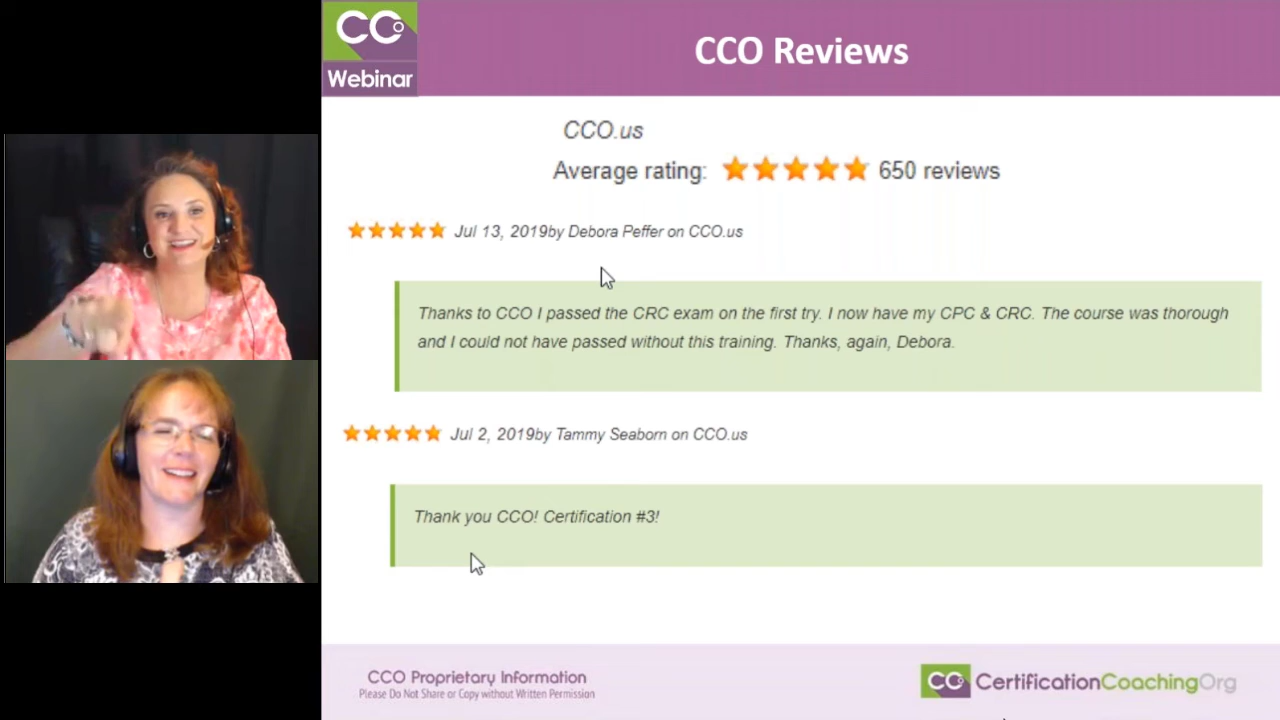 CCO
Webinar
CCO Reviews
CCO.us
Average rating: 650 reviews
Jul 13, 2019by Debora Peffer on CCO.us
Thanks to CCO I passed the CRC exam on the first try. I now have my CPC & CRC. The course was thorough
and I could not have passed without this training. Thanks, again, Debora.
Jul 2, 2019by Tammy Seaborn on CCO.us
Thank you CCO! Certification #3!
CCO Proprietary Information
Please Do Not Share or Copy without Written Permission
CCO CertificationCoachingOrg